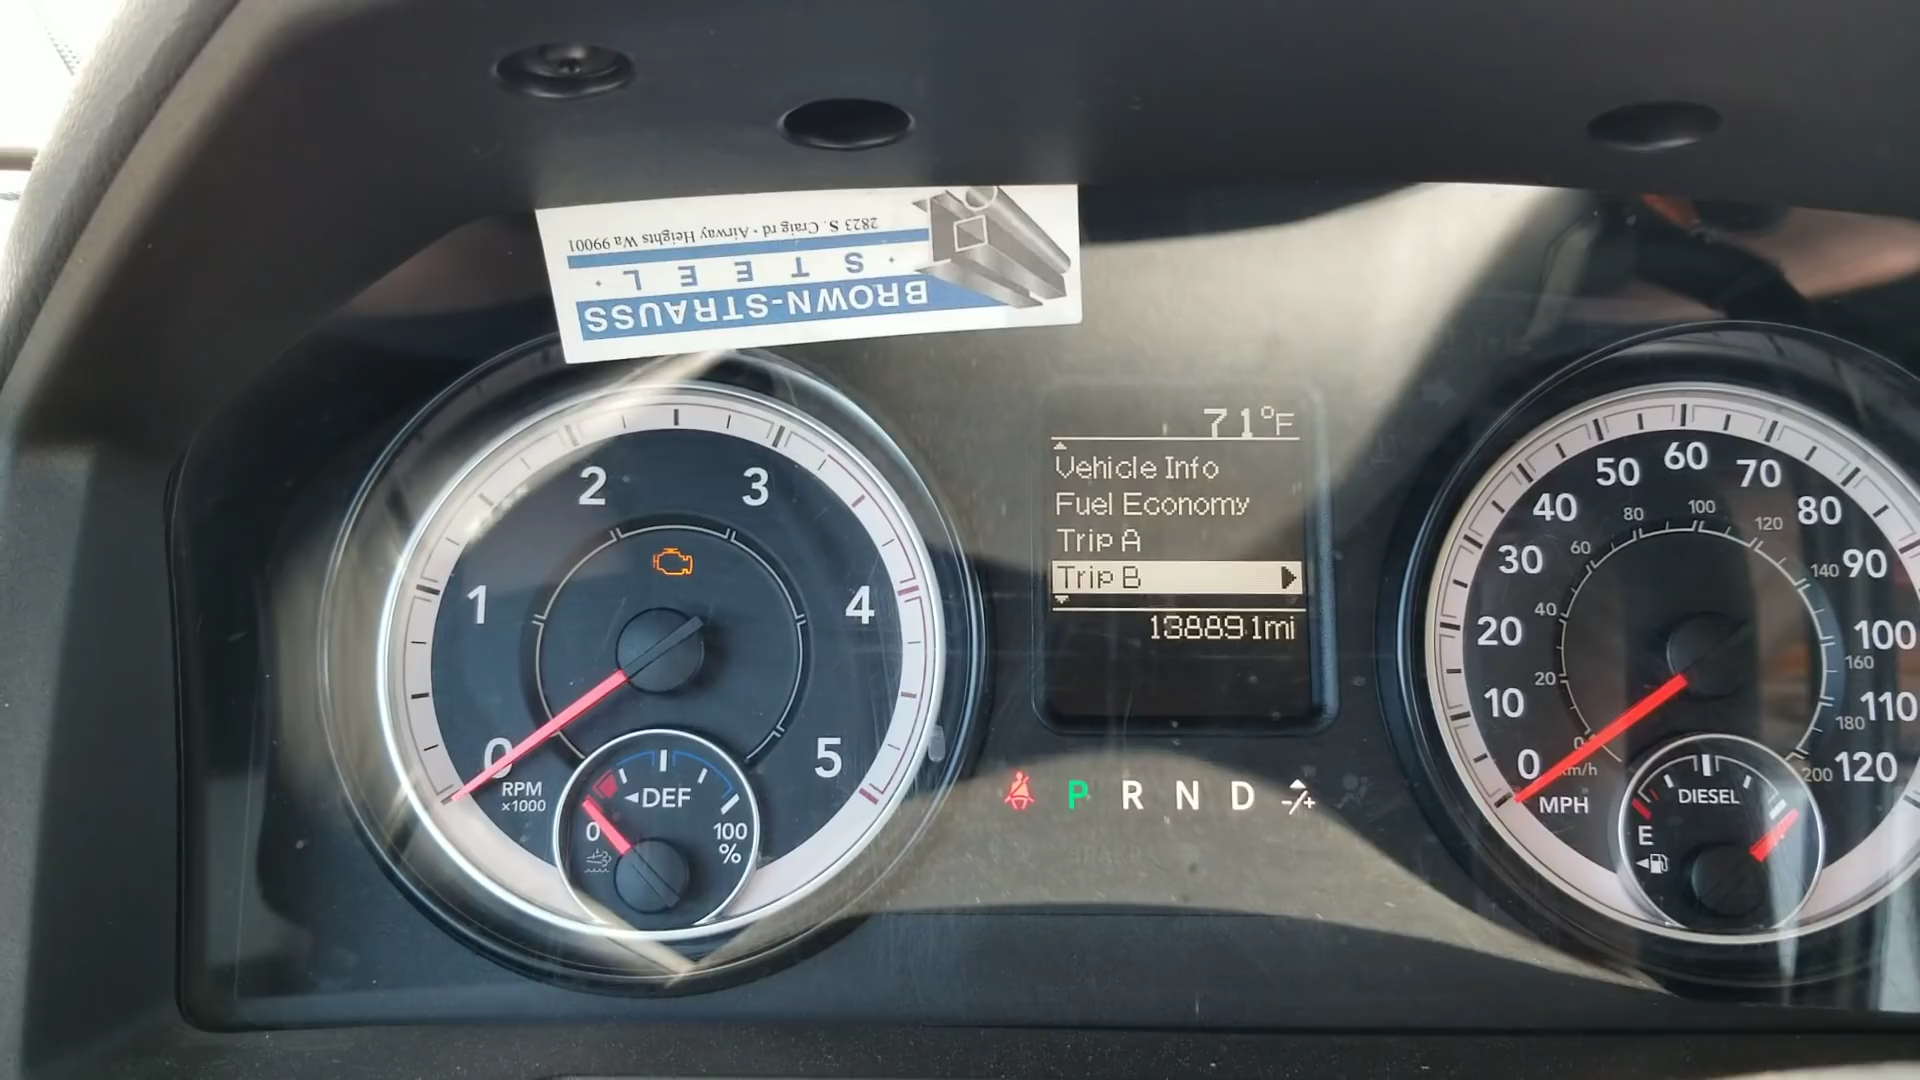 2823 S. Craig rd • Airway Heights Wa 99001
• STEEL •
BROWN-STRAUSS
71°F
Vehicle Info
Fuel Economy
Trip A
Trip B
138891mi
0
1
2
3
4
5
RPM
x1000
DEF
0
100
%
P R N D -/+
0
10
20
30
40
50
60
70
80
90
100
110
120
MPH
0
20
40
60
80
100
120
140
160
180
200
km/h
DIESEL
E